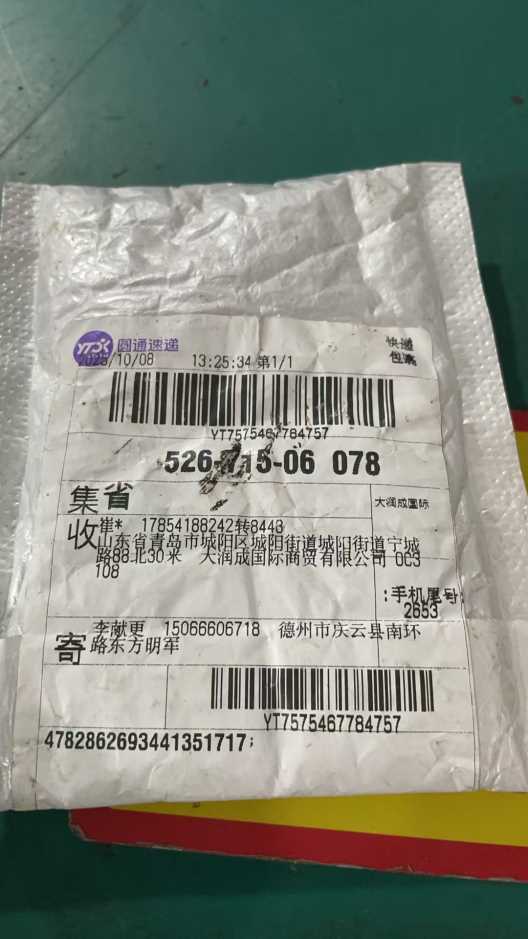 YTO 圆通速递
快递
包裹
2025/10/08 13:25:34 第1/1
YT7575467784757
526-715-06 078
集省
大润成国际
收
崔* 17854188242转8448
山东省青岛市城阳区城阳街道城阳街道宁城
路88北30米 大润成国际商贸有限公司 0C3
108
:手机尾号:
2653
寄
李献更 15066606718 德州市庆云县南环
路东方明军
YT7575467784757
4782862693441351717;